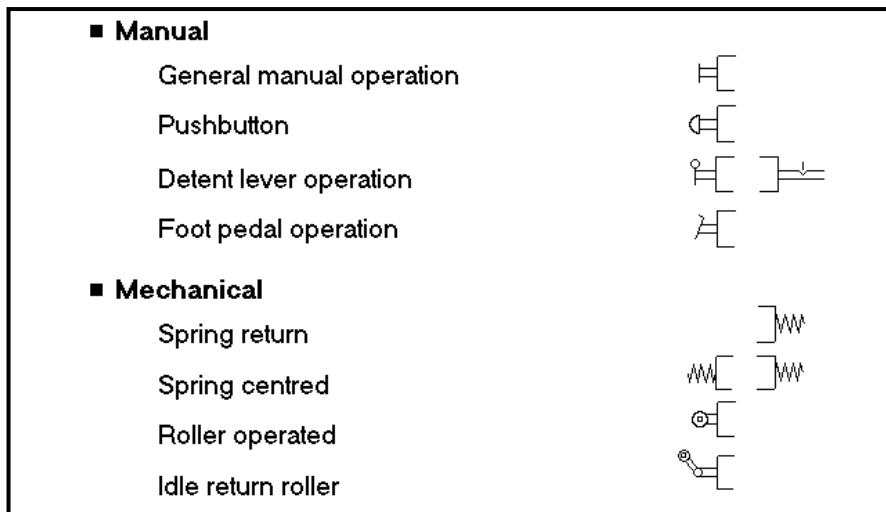 ■ Manual
General manual operation
Pushbutton
Detent lever operation
Foot pedal operation
■ Mechanical
Spring return
Spring centred
Roller operated
Idle return roller